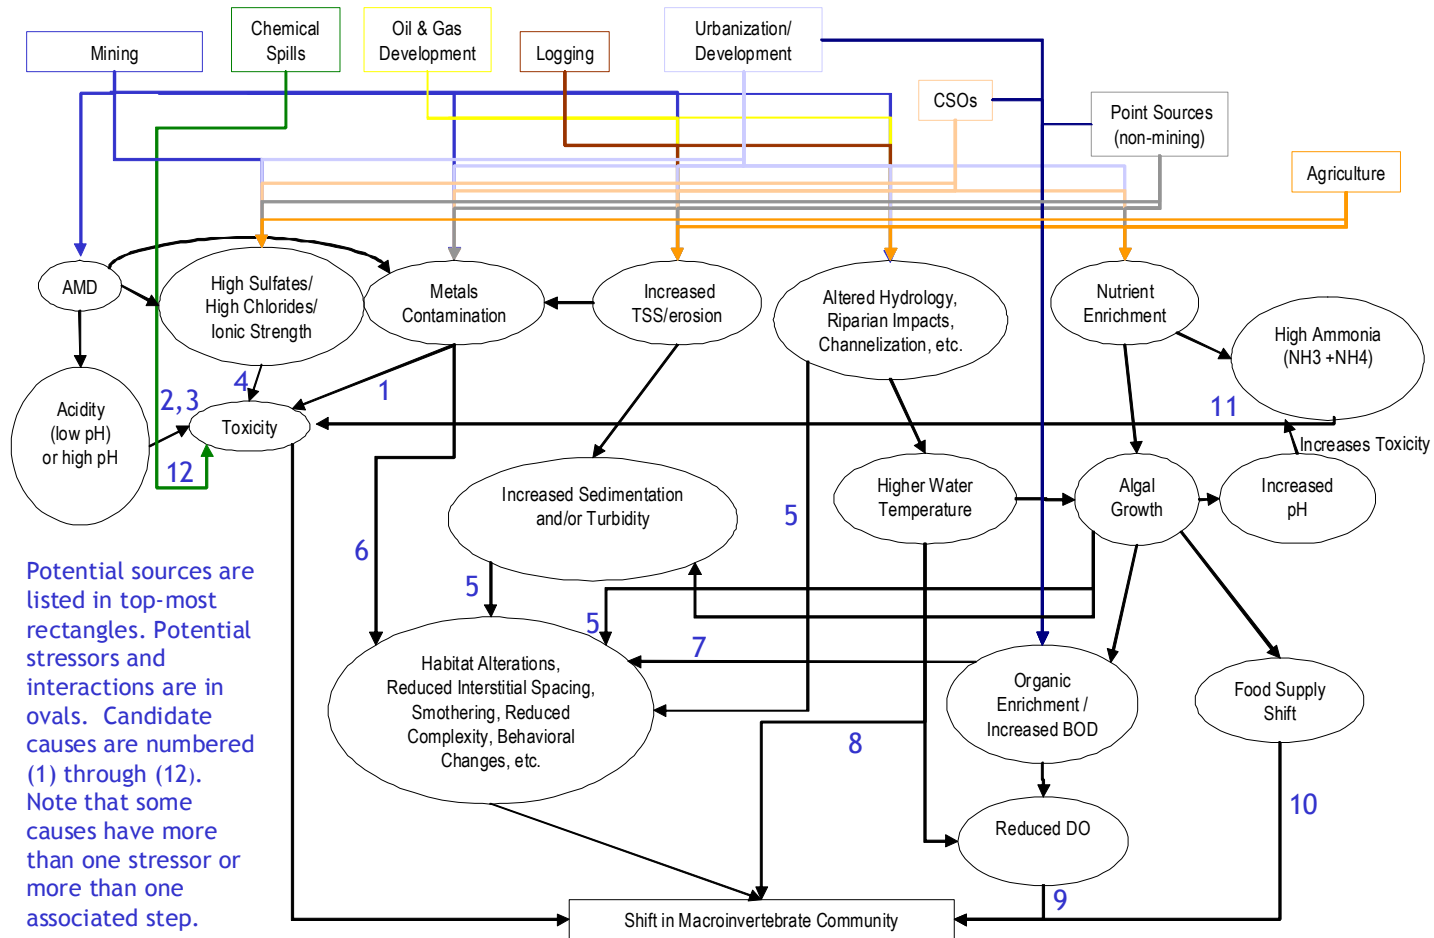 Mining
Chemical
Spills
Oil & Gas
Development
Logging
Urbanization/
Development
CSOs
Point Sources
(non-mining)
Agriculture
AMD
High Sulfates/
High Chlorides/
Ionic Strength
Metals
Contamination
Increased
TSS/erosion
Altered Hydrology,
Riparian Impacts,
Channelization, etc.
Nutrient
Enrichment
High Ammonia
(NH3 +NH4)
Acidity
(low pH)
or high pH
2,3
4
1
Toxicity
11
12
Increases Toxicity
Increased Sedimentation
and/or Turbidity
5
Higher Water
Temperature
Algal
Growth
Increased
pH
6
5
5
7
Habitat Alterations,
Reduced Interstitial Spacing,
Smothering, Reduced
Complexity, Behavioral
Changes, etc.
8
Organic
Enrichment /
Increased BOD
Food Supply
Shift
10
Reduced DO
9
Shift in Macroinvertebrate Community
Potential sources are
listed in top-most
rectangles. Potential
stressors and
interactions are in
ovals.  Candidate
causes are numbered
(1) through (12).
Note that some
causes have more
than one stressor or
more than one
associated step.